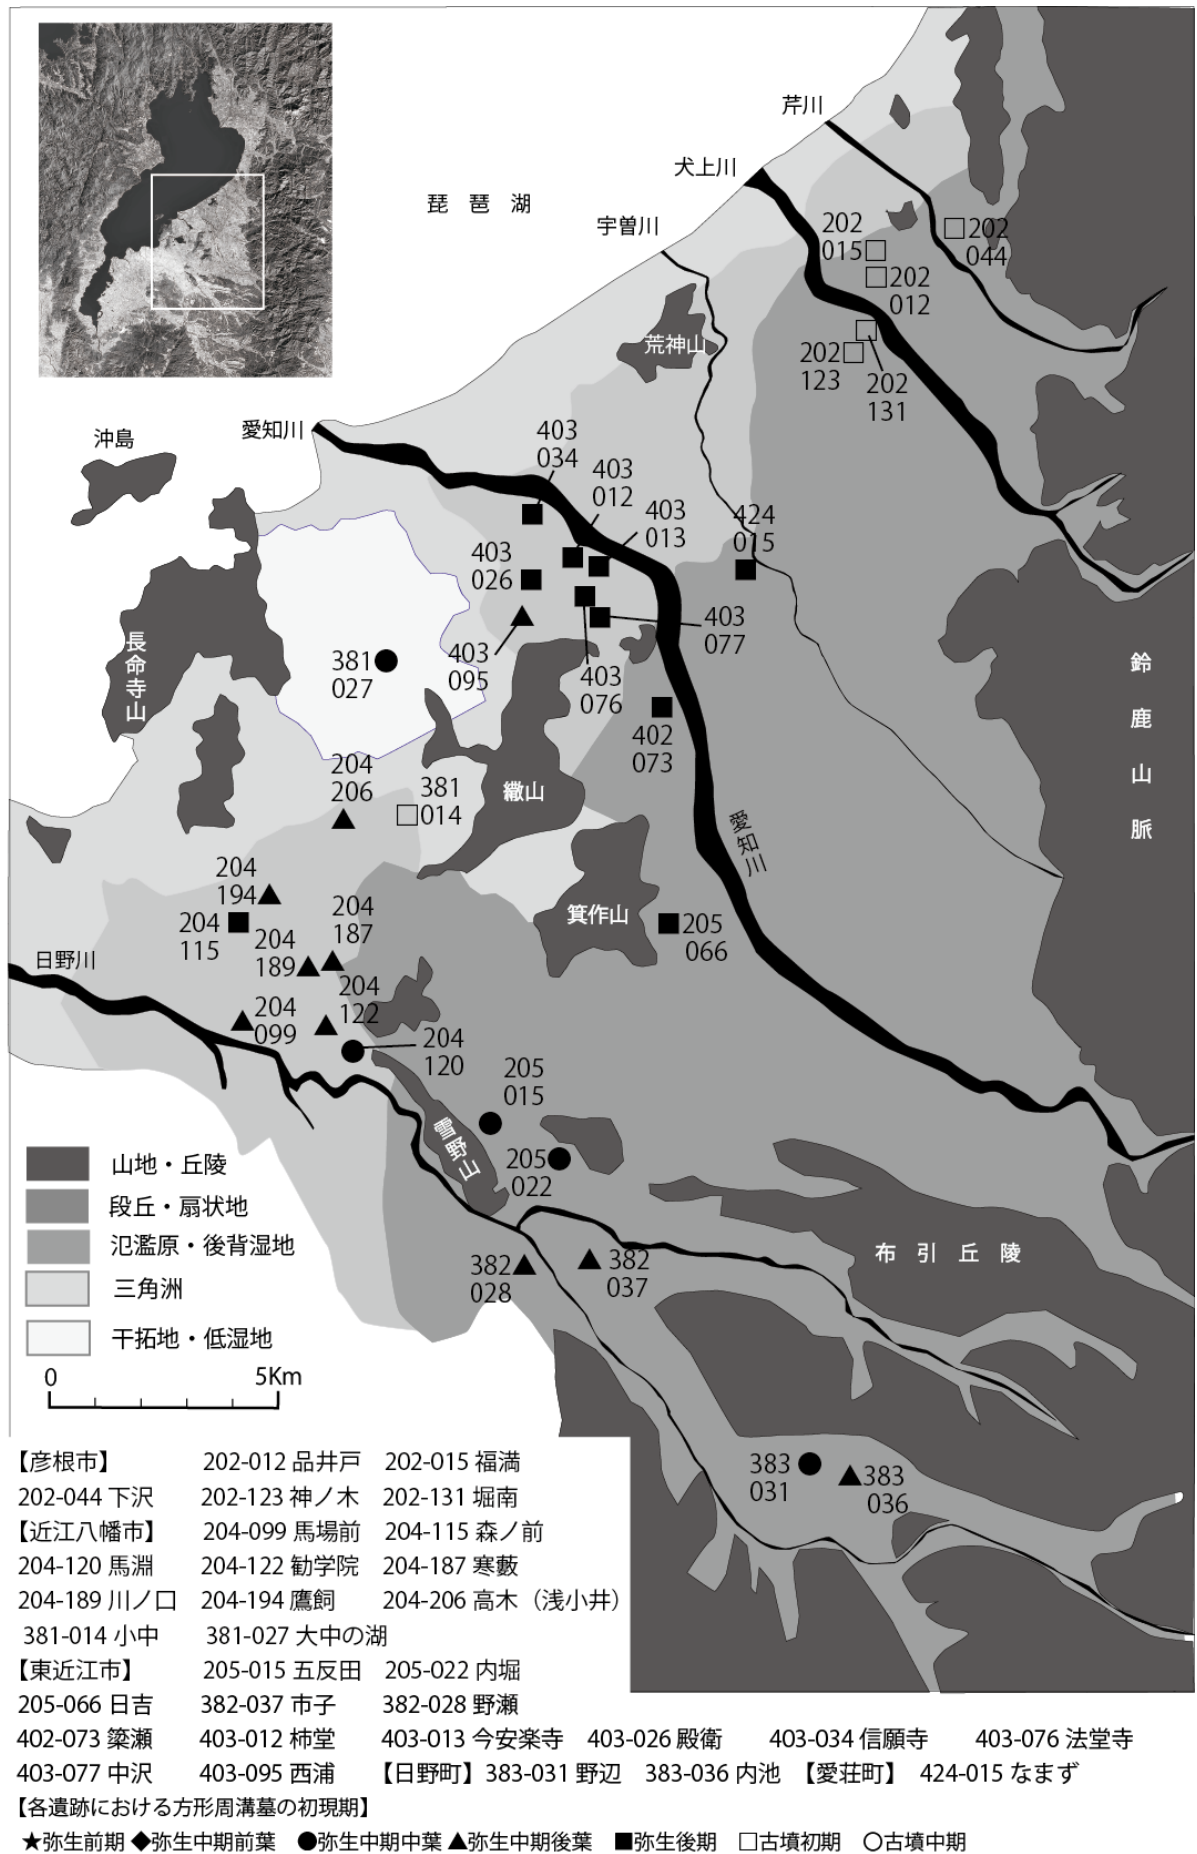 芹川
犬上川
琵 琶 湖
宇曽川
202
015
202
044
202
012
荒神山
202
123
202
131
愛知川
沖島
403
034
403
012
403
013
424
015
403
026
403
077
長命寺山
381
027
403
095
403
076
鈴鹿山脈
402
073
204
206
381
014
繖山
愛知川
204
194
204
187
箕作山
204
115
204
189
205
066
日野川
204
122
204
099
204
120
205
015
雪野山
205
022
山地・丘陵
段丘・扇状地
氾濫原・後背湿地
三角洲
干拓地・低湿地
布 引 丘 陵
382
028
382
037
0 5Km
383
031
383
036
【彦根市】 202-012 品井戸 202-015 福満
202-044 下沢 202-123 神ノ木 202-131 堀南
【近江八幡市】 204-099 馬場前 204-115 森ノ前
204-120 馬淵 204-122 勧学院 204-187 寒藪
204-189 川ノ口 204-194 鷹飼 204-206 高木（浅小井）
381-014 小中 381-027 大中の湖
【東近江市】 205-015 五反田 205-022 内堀
205-066 日吉 382-037 市子 382-028 野瀬
402-073 簗瀬 403-012 柿堂 403-013 今安楽寺 403-026 殿衛 403-034 信願寺 403-076 法堂寺
403-077 中沢 403-095 西浦 【日野町】 383-031 野辺 383-036 内池 【愛荘町】 424-015 なまず
【各遺跡における方形周溝墓の初現期】
★弥生前期 ◆弥生中期前葉 ●弥生中期中葉 ▲弥生中期後葉 ■弥生後期 □古墳初期 ○古墳中期